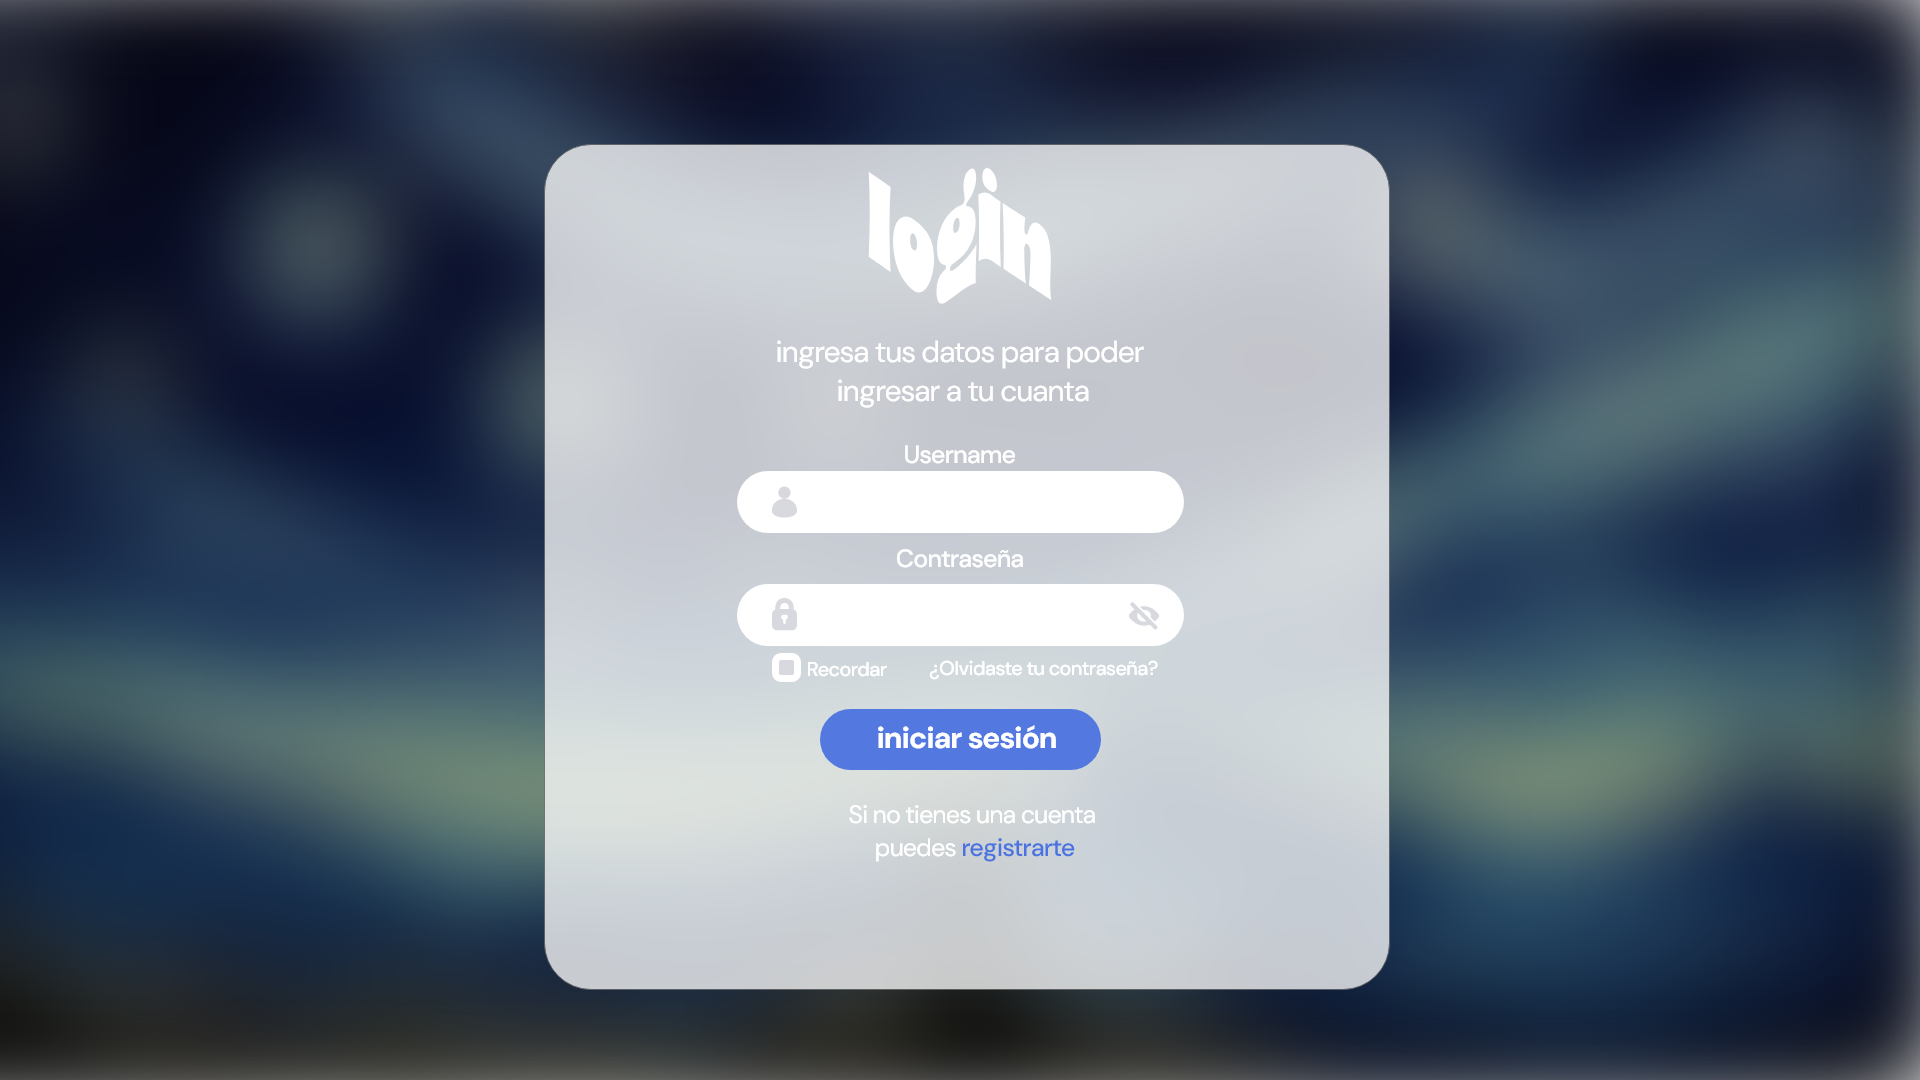 login
ingresa tus datos para poder
ingresar a tu cuanta
Username
Contraseña
Recordar ¿Olvidaste tu contraseña?
iniciar sesión
Si no tienes una cuenta
puedes registrarte